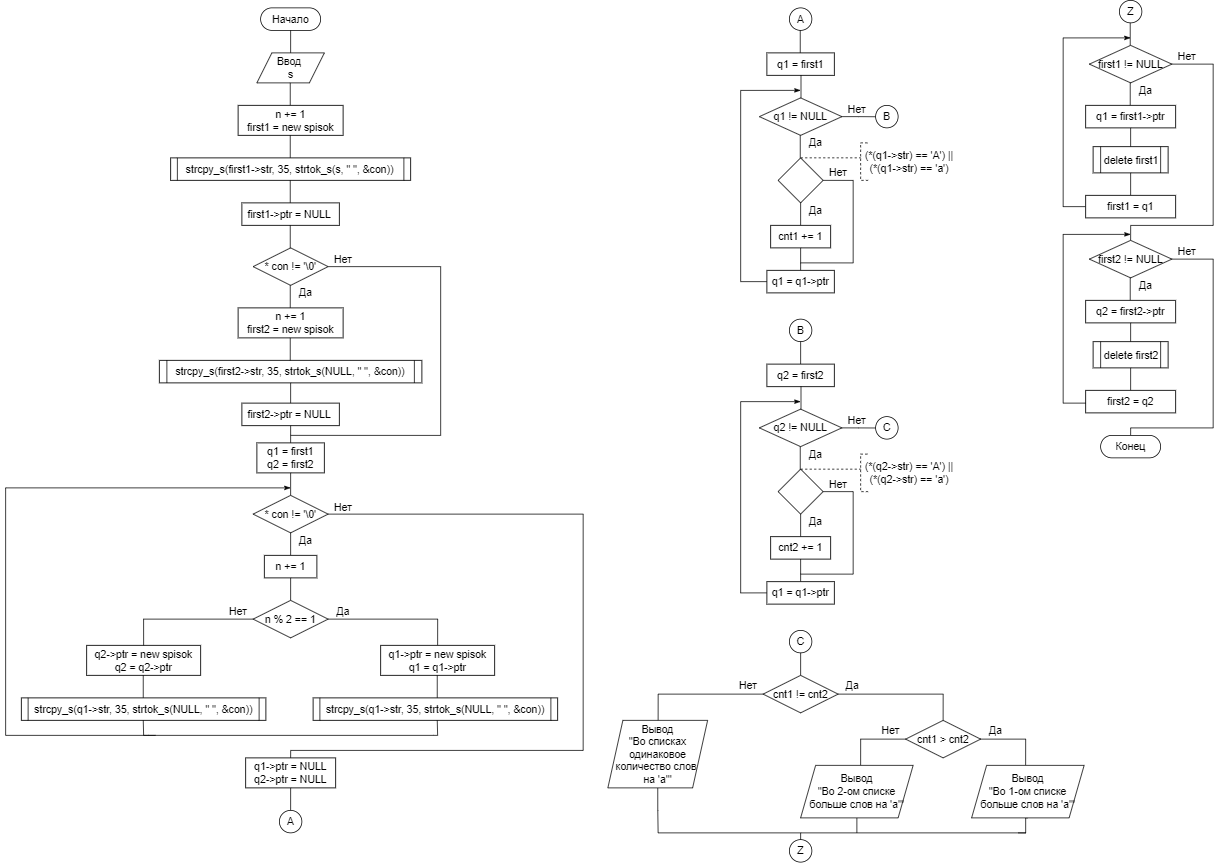 Начало
Ввод
s
n += 1
first1 = new spisok
strcpy_s(first1->str, 35, strtok_s(s, " ", &con))
first1->ptr = NULL
* con != '\0'
Нет
Да
n += 1
first2 = new spisok
strcpy_s(first2->str, 35, strtok_s(NULL, " ", &con))
first2->ptr = NULL
q1 = first1
q2 = first2
* con != '\0'
Нет
Да
n += 1
n % 2 == 1
Нет
Да
q2->ptr = new spisok
q2 = q2->ptr
q1->ptr = new spisok
q1 = q1->ptr
strcpy_s(q1->str, 35, strtok_s(NULL, " ", &con))
strcpy_s(q1->str, 35, strtok_s(NULL, " ", &con))
q1->ptr = NULL
q2->ptr = NULL
A
A
q1 = first1
q1 != NULL
Нет
B
Да
(*(q1->str) == 'A') ||
(*(q1->str) == 'a')
Нет
Да
cnt1 += 1
q1 = q1->ptr
B
q2 = first2
q2 != NULL
Нет
C
Да
(*(q2->str) == 'A') ||
(*(q2->str) == 'a')
Нет
Да
cnt2 += 1
q1 = q1->ptr
C
cnt1 != cnt2
Нет
Да
Вывод
"Во списках
одинаковое
количество слов
на 'а'"
cnt1 > cnt2
Нет
Да
Вывод
"Во 2-ом списке
больше слов на 'а'"
Вывод
"Во 1-ом списке
больше слов на 'а'"
Z
Z
first1 != NULL
Нет
Да
q1 = first1->ptr
delete first1
first1 = q1
first2 != NULL
Нет
Да
q2 = first2->ptr
delete first2
first2 = q2
Конец